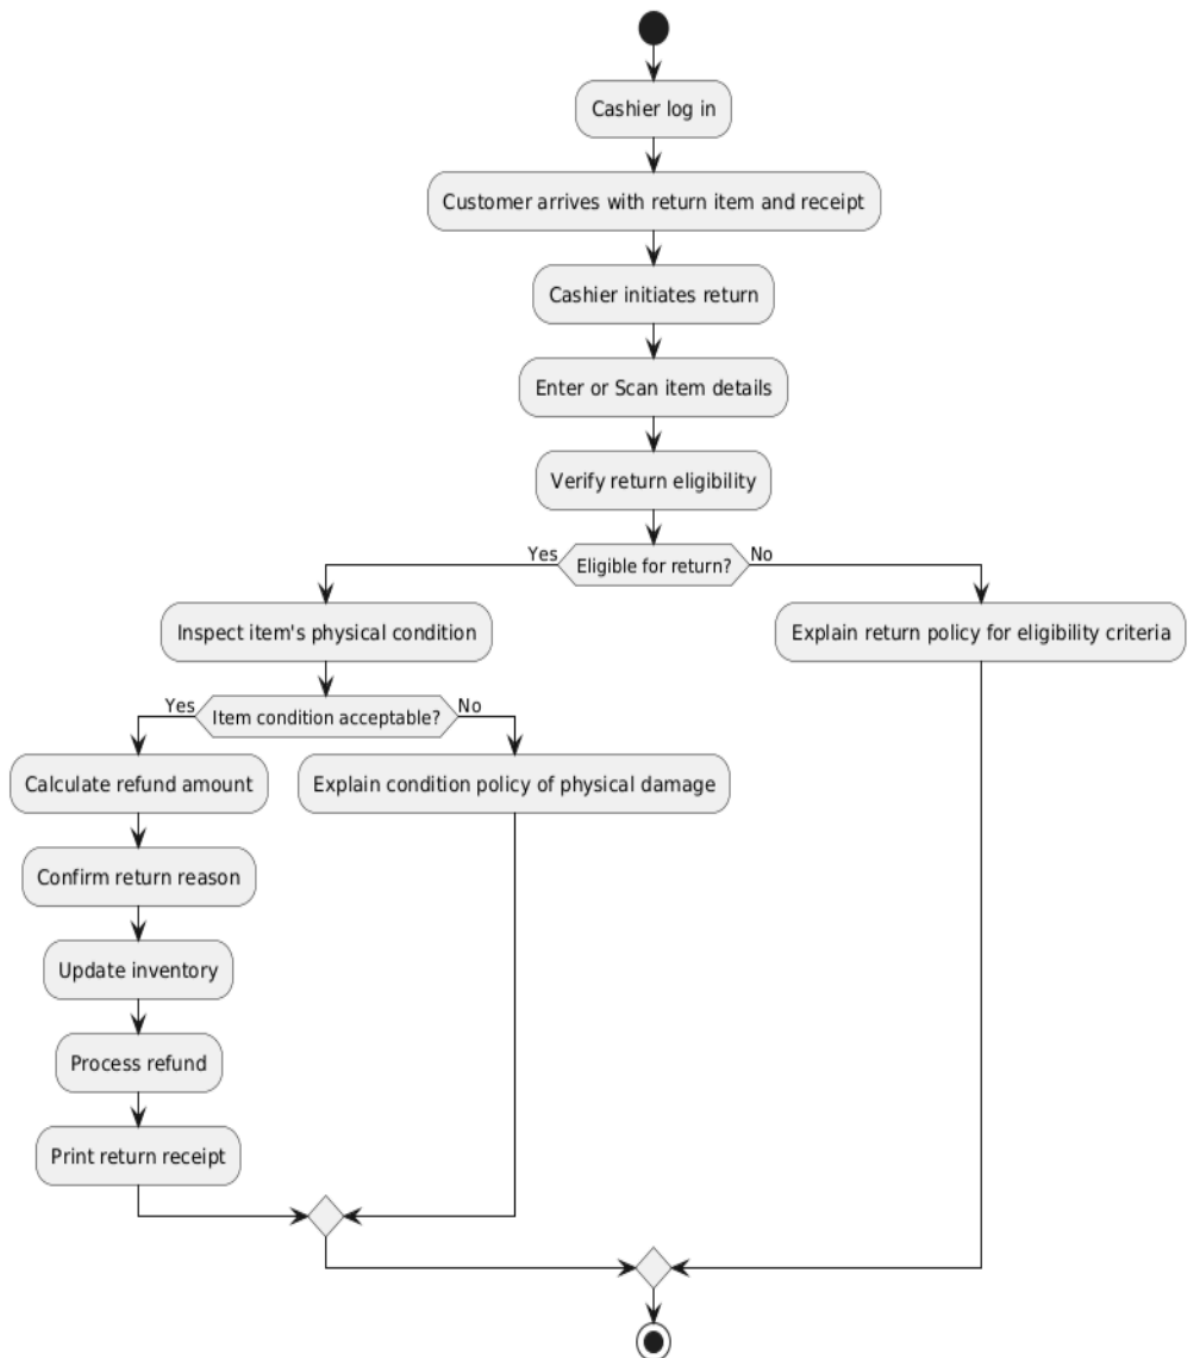 Cashier log in
Customer arrives with return item and receipt
Cashier initiates return
Enter or Scan item details
Verify return eligibility
Yes
Eligible for return?
No
Inspect item's physical condition
Explain return policy for eligibility criteria
Yes
Item condition acceptable?
No
Calculate refund amount
Explain condition policy of physical damage
Confirm return reason
Update inventory
Process refund
Print return receipt